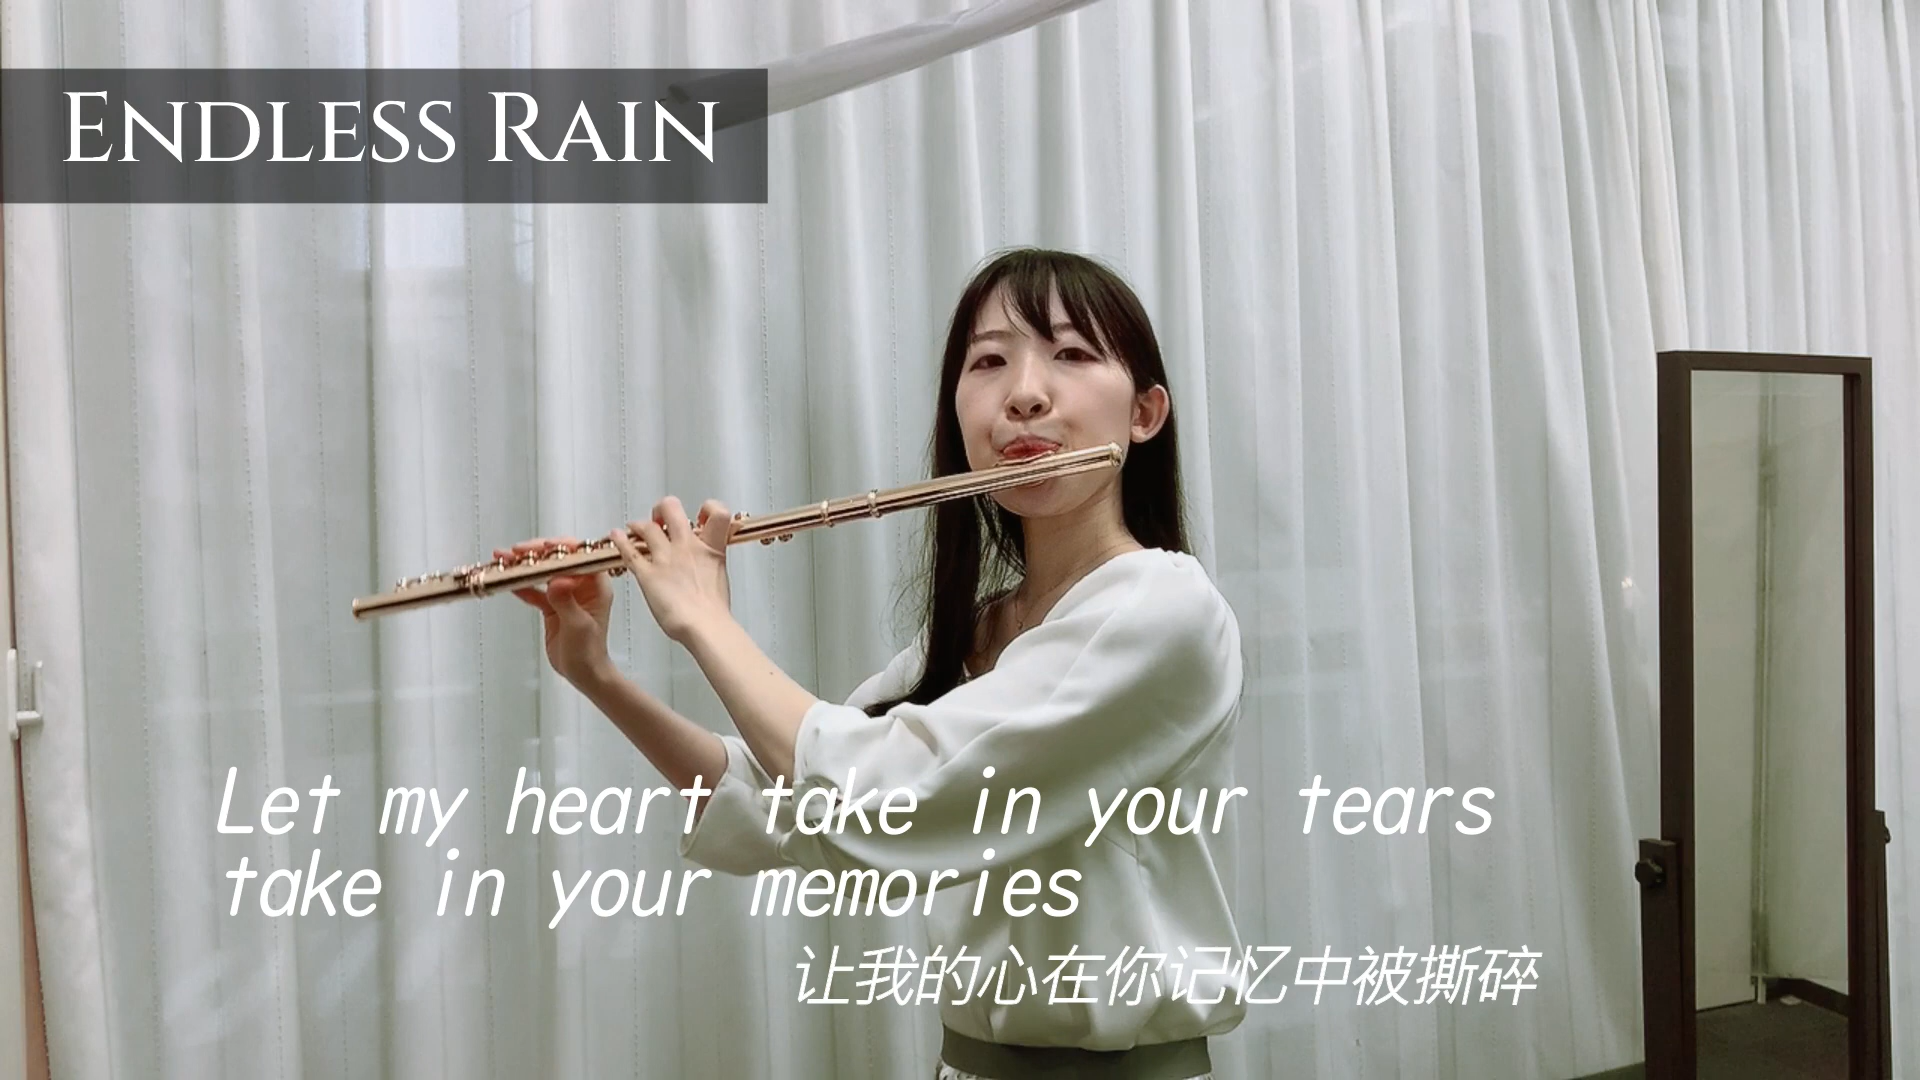 Endless Rain
Let my heart take in your tears
take in your memories
让我的心在你记忆中被撕碎